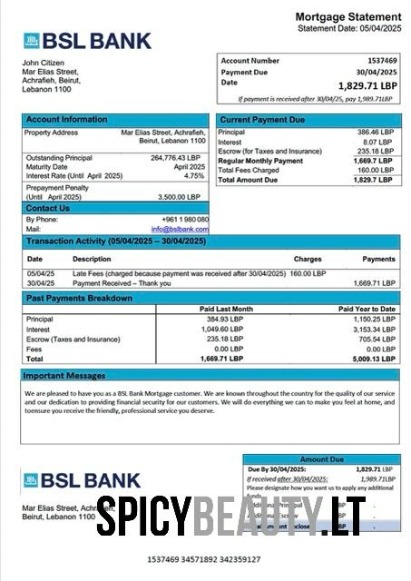 Mortgage Statement
Statement Date: 05/04/2025
BSL BANK
John Citizen
Mar Elias Street,
Achrafieh, Beirut,
Lebanon 1100
Account Number 1537469
Payment Due 30/04/2025
Date 1,829.71 LBP
If payment is received after 30/04/25, pay 1,989.71LBP
Account Information
Property Address Mar Elias Street, Achrafieh,
Beirut, Lebanon 1100
Outstanding Principal 264,776.43 LBP
Maturity Date April 2025
Interest Rate (Until April 2025) 4.75%
Prepayment Penalty
(Until April 2025) 3,500.00 LBP
Contact Us
By Phone: +961 1 980 080
Mail: info@bslbank.com
Current Payment Due
Principal 386.46 LBP
Interest 8.07 LBP
Escrow (for Taxes and Insurance) 235.18 LBP
Regular Monthly Payment 1,669.7 LBP
Total Fees Charged 160.00 LBP
Total Amount Due 1,829.7 LBP
Transaction Activity (05/04/2025 – 30/04/2025)
Date Description Charges Payments
05/04/25 Late Fees (charged because payment was received after 30/04/2025) 160.00 LBP
30/04/25 Payment Received – Thank you 1,669.71 LBP
Past Payments Breakdown
Paid Last Month Paid Year to Date
Principal 384.93 LBP 1,150.25 LBP
Interest 1,049.60 LBP 3,153.34 LBP
Escrow (Taxes and Insurance) 235.18 LBP 705.54 LBP
Fees 0.00 LBP 0.00 LBP
Total 1,669.71 LBP 5,009.13 LBP
Important Messages
We are pleased to have you as a BSL Bank Mortgage customer. We are known throughout the country for the quality of our service
and our dedication to providing financial security for our customers. We will do everything we can to make you feel at home, and
toensure you receive the friendly, professional service you deserve.
BSL BANK
Mar Elias Street,
Beirut, Lebanon 1100
Amount Due
Due By 30/04/2025: 1,829.71 LBP
If received after 30/04/2025: 1,989.71LBP
Please designate how you want us to apply any additional
SPICYBEAUTY.LT
1537469 34571892 342359127